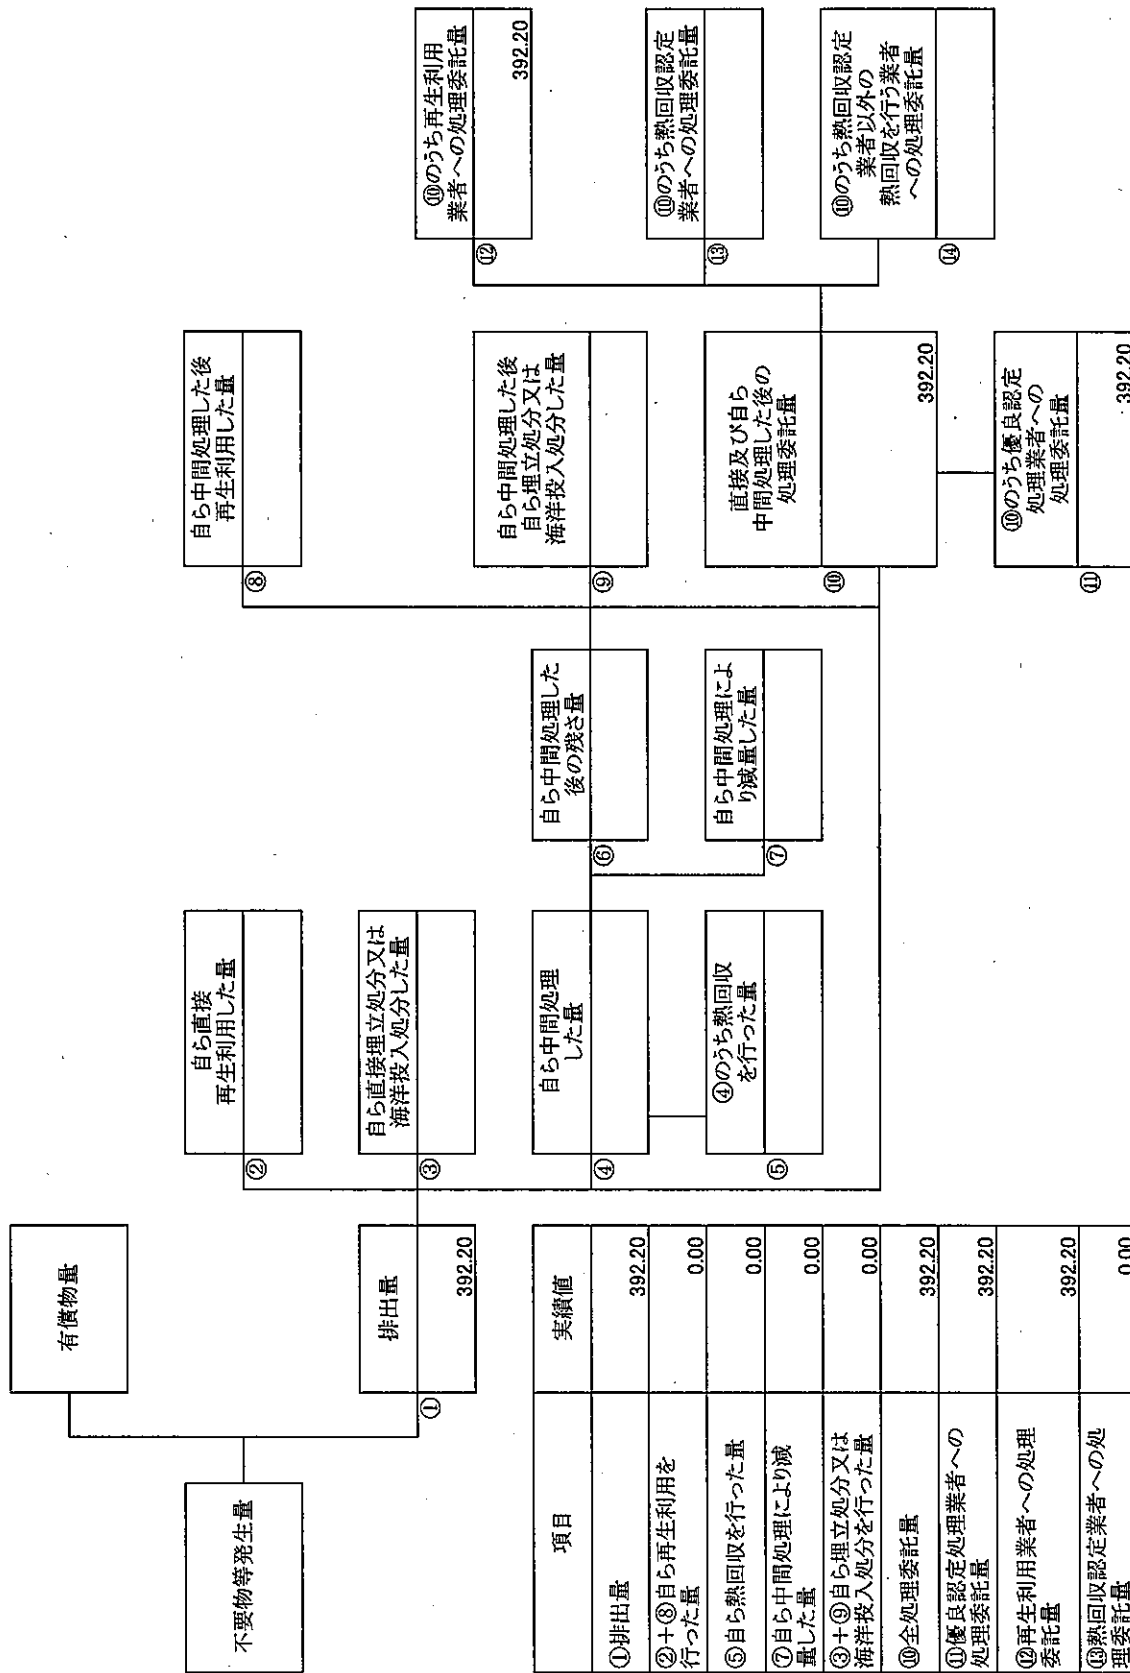 不要物等発生量
有償物量
排出量
①
392.20
自ら直接
再生利用した量
②
自ら直接埋立処分又は
海洋投入処分した量
③
自ら中間処理
した量
④
④のうち熱回収
を行った量
⑤
自ら中間処理した
後の残さ量
⑥
自ら中間処理によ
り減量した量
⑦
自ら中間処理した後
再生利用した量
⑧
自ら中間処理した後
自ら埋立処分又は
海洋投入処分した量
⑨
直接及び自ら
中間処理した後の
処理委託量
⑩
392.20
⑩のうち優良認定
処理業者への
処理委託量
⑪
392.20
⑩のうち再生利用
業者への処理委託量
⑫
392.20
⑩のうち熱回収認定
業者への処理委託量
⑬
⑩のうち熱回収認定
業者以外の
熱回収を行う業者
への処理委託量
⑭
項目 実績値
①排出量 392.20
②+⑧自ら再生利用を
行った量 0.00
⑤自ら熱回収を行った量 0.00
⑦自ら中間処理により減
量した量 0.00
③+⑨自ら埋立処分又は
海洋投入処分を行った量 0.00
⑩全処理委託量 392.20
⑪優良認定処理業者への
処理委託量 392.20
⑫再生利用業者への処理
委託量 392.20
⑬熱回収認定業者への処
理委託量 0.00